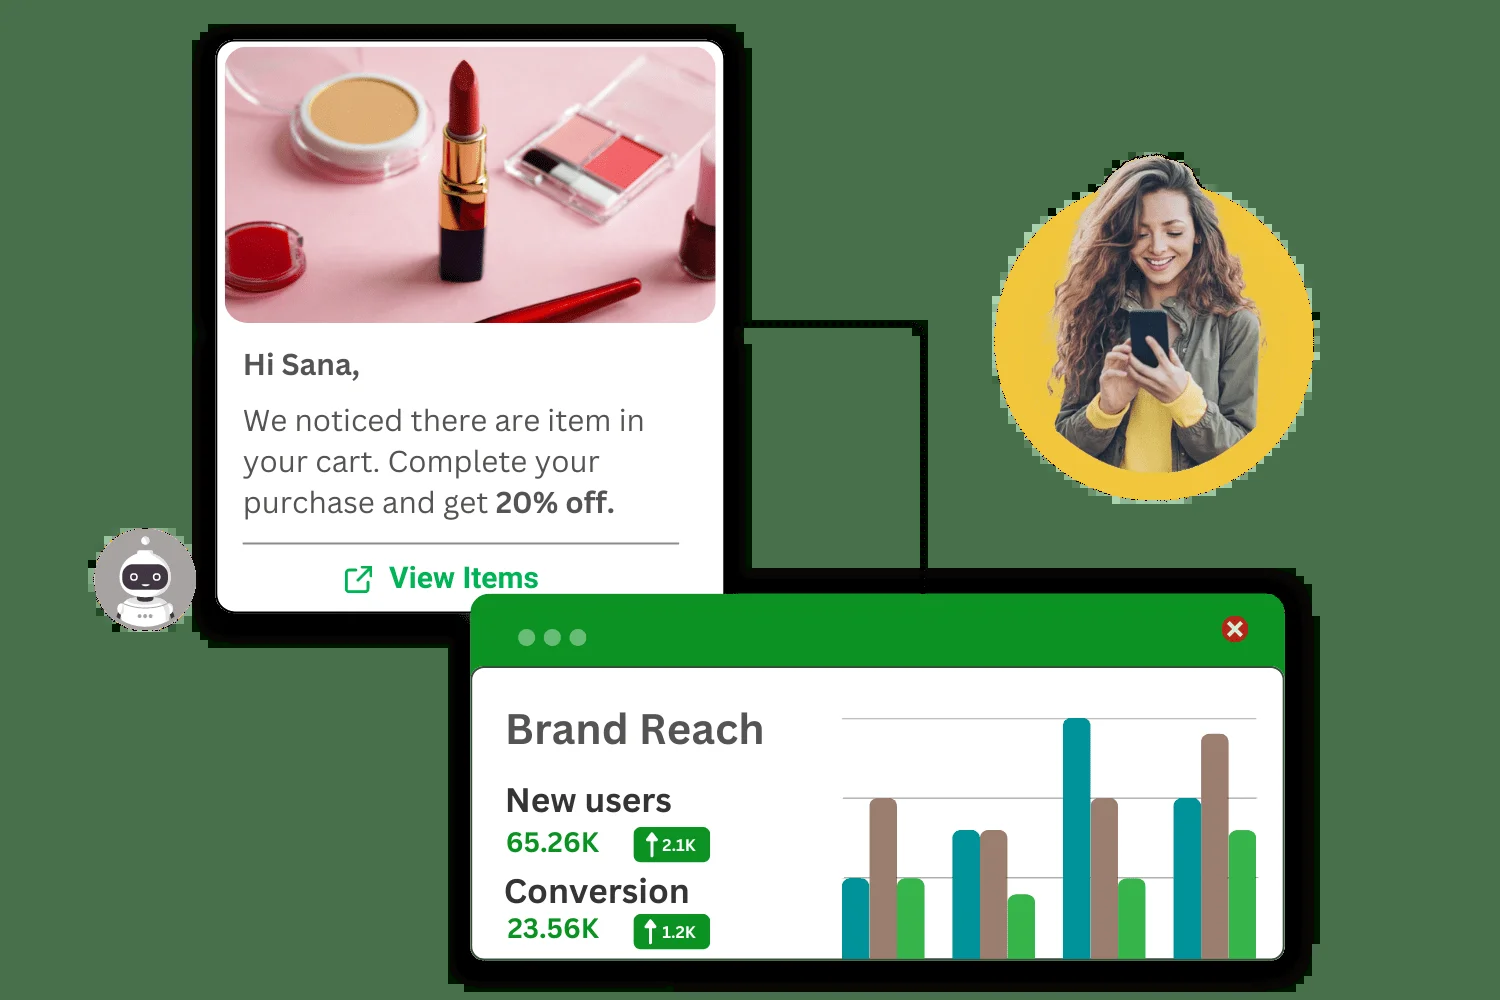 Hi Sana,
We noticed there are item in
your cart. Complete your
purchase and get 20% off.
View Items
Brand Reach
New users
65.26K
2.1K
Conversion
23.56K
1.2K